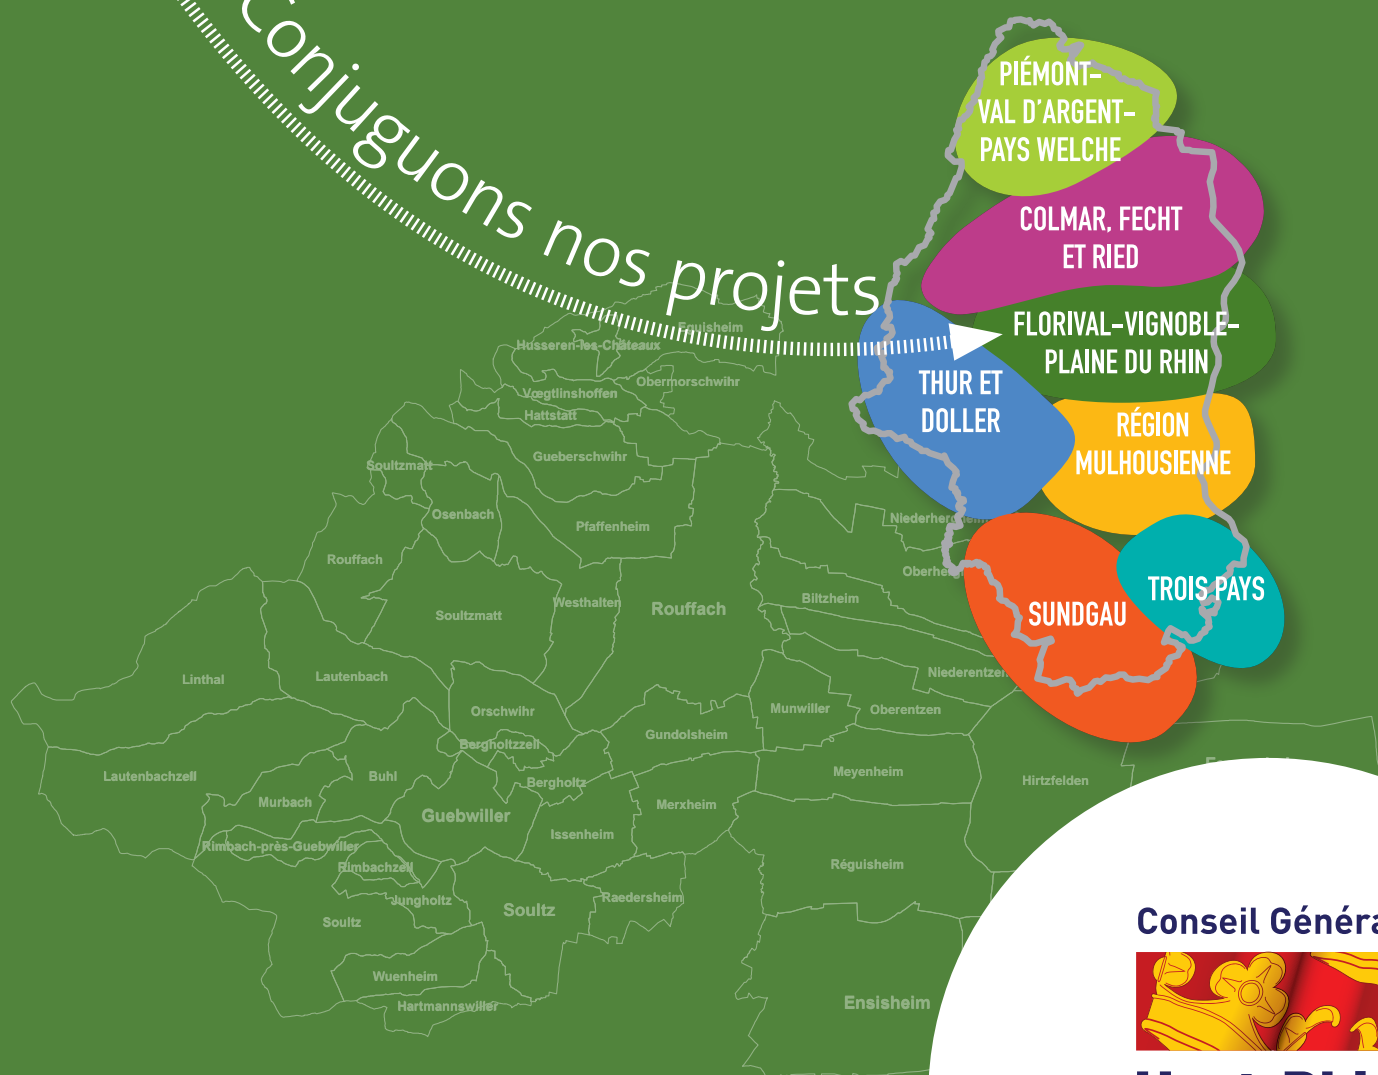 Conjuguons nos projets
PIÉMONT-
VAL D'ARGENT-
PAYS WELCHE
COLMAR, FECHT
ET RIED
FLORIVAL-VIGNOBLE-
PLAINE DU RHIN
THUR ET
DOLLER
RÉGION
MULHOUSIENNE
SUNDGAU
TROIS PAYS
Eguisheim
Husseren-les-Châteaux
Obermorschwihr
Vœgtlinshoffen
Hattstatt
Gueberschwihr
Soultzmatt
Osenbach
Pfaffenheim
Rouffach
Westhalten
Rouffach
Biltzheim
Soultzmatt
Linthal
Lautenbach
Niederentzen
Orschwihr
Munwiller
Oberentzen
Gundolsheim
Bergholtzzell
Lautenbachzell
Buhl
Bergholtz
Meyenheim
Hirtzfelden
Murbach
Merxheim
Guebwiller
Issenheim
Rimbach-près-Guebwiller
Rimbachzell
Réguisheim
Jungholtz
Raedersheim
Soultz
Soultz
Wuenheim
Hartmannswiller
Ensisheim
Conseil Généra